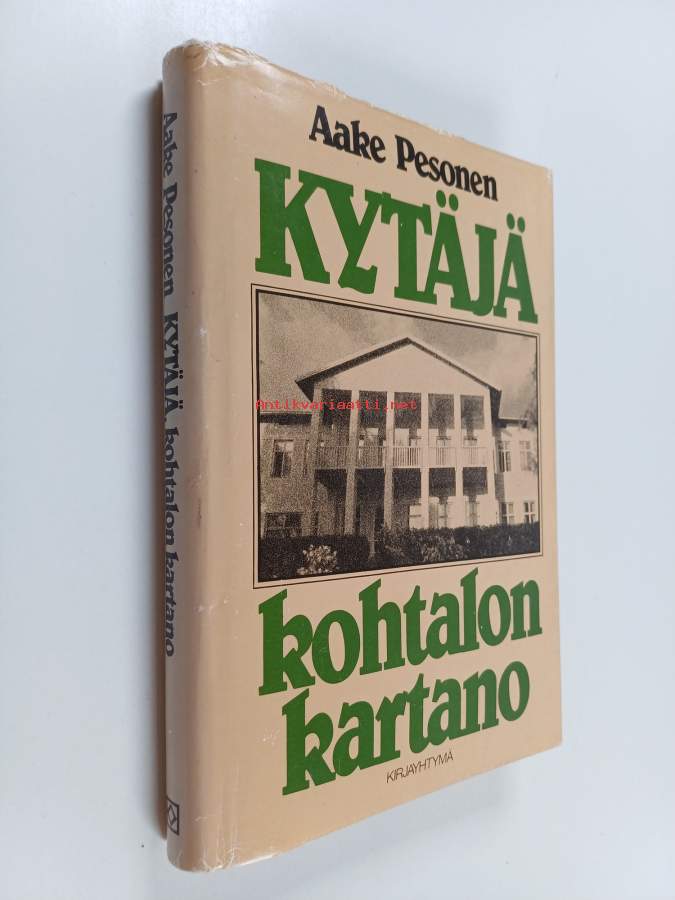 Aake Pesonen
KYTÄJÄ
Antikvariaatti.net
kohtalon
kartano
KIRJAYHTYMÄ
Aake Pesonen KYTÄJÄ kohtalon kartano